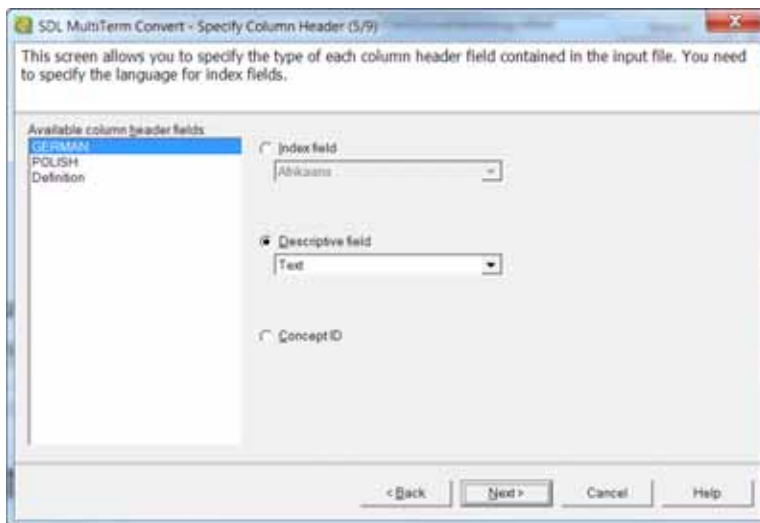 SDL MultiTerm Convert - Specify Column Header (5/9)
This screen allows you to specify the type of each column header field contained in the input file. You need
to specify the language for index fields.
Available column header fields
GERMAN
POLISH
Definition
Index field
Afrikaans
Descriptive field
Text
Concept ID
< Back
Next >
Cancel
Help